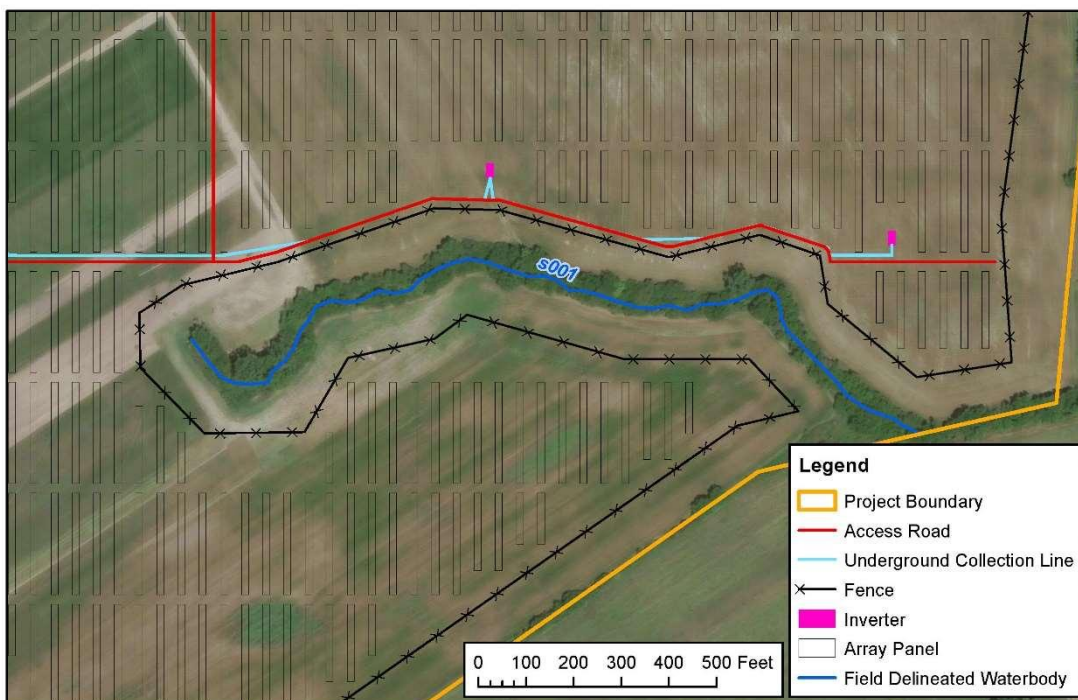 s001
Legend
Project Boundary
Access Road
Underground Collection Line
Fence
Inverter
Array Panel
Field Delineated Waterbody
0 100 200 300 400 500 Feet